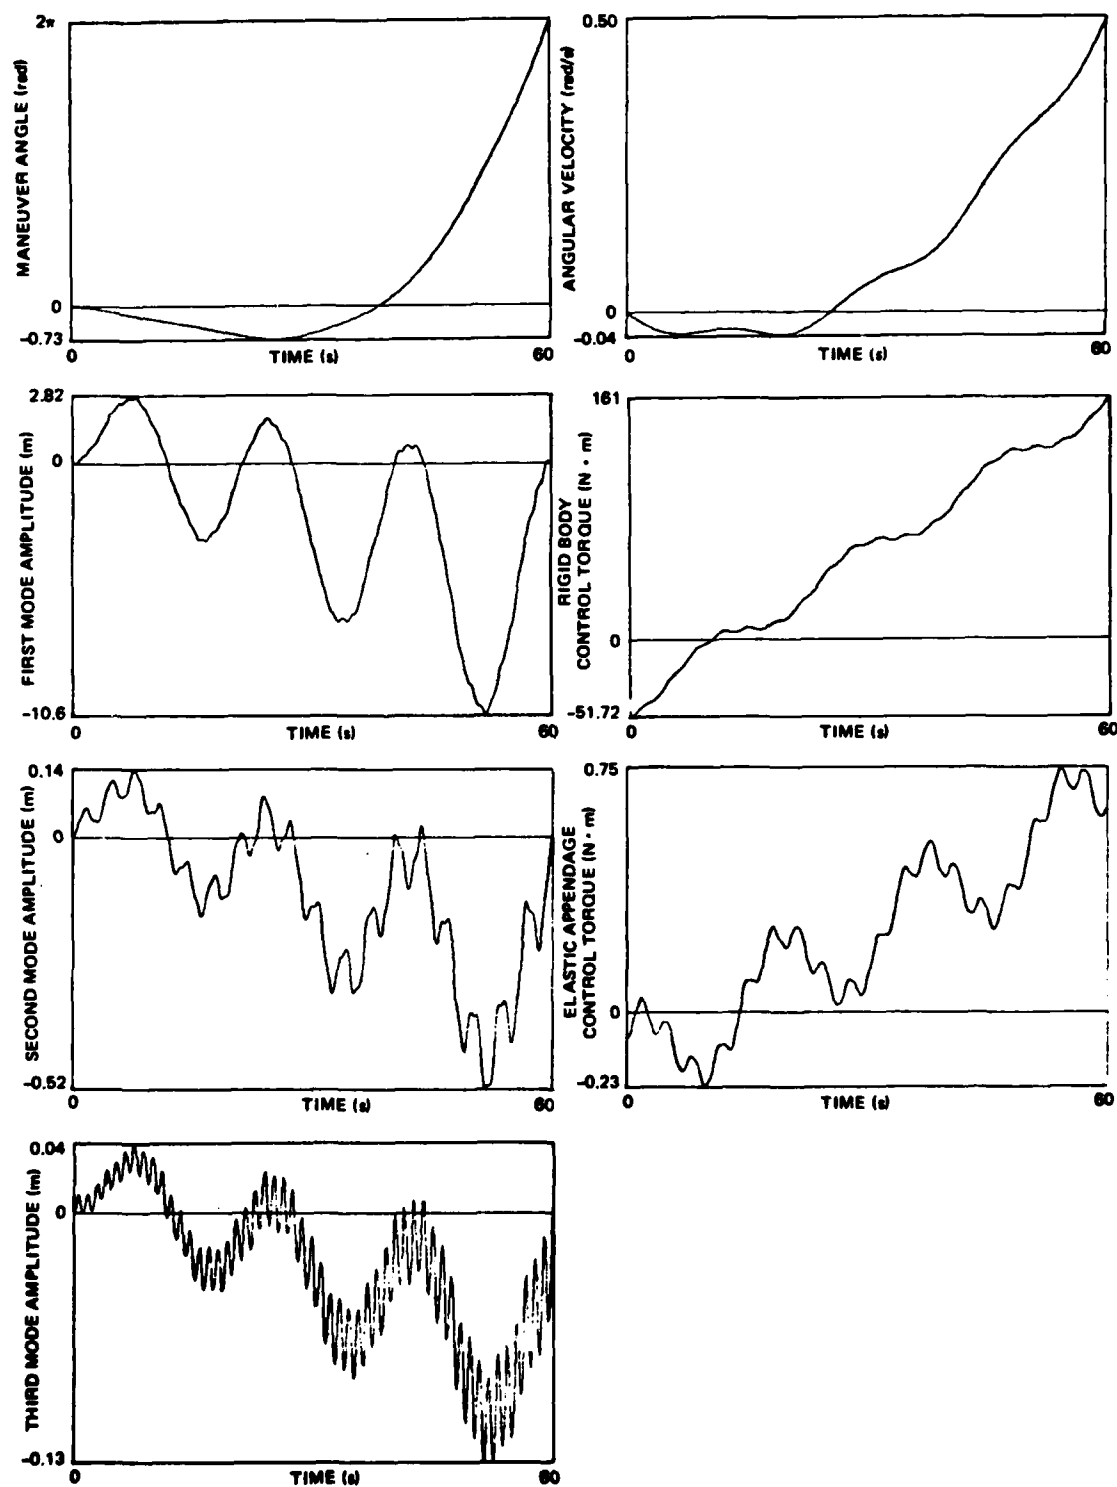 2π
MANEUVER ANGLE (rad)
0
-0.73
0
TIME (s)
60
0.50
ANGULAR VELOCITY (rad/s)
0
-0.04
0
TIME (s)
60
2.82
FIRST MODE AMPLITUDE (m)
0
-10.6
0
TIME (s)
60
161
RIGID BODY
CONTROL TORQUE (N · m)
0
-51.72
0
TIME (s)
60
0.14
SECOND MODE AMPLITUDE (m)
0
-0.52
0
TIME (s)
60
0.75
ELASTIC APPENDAGE
CONTROL TORQUE (N · m)
0
-0.23
0
TIME (s)
60
0.04
THIRD MODE AMPLITUDE (m)
0
-0.13
0
TIME (s)
60